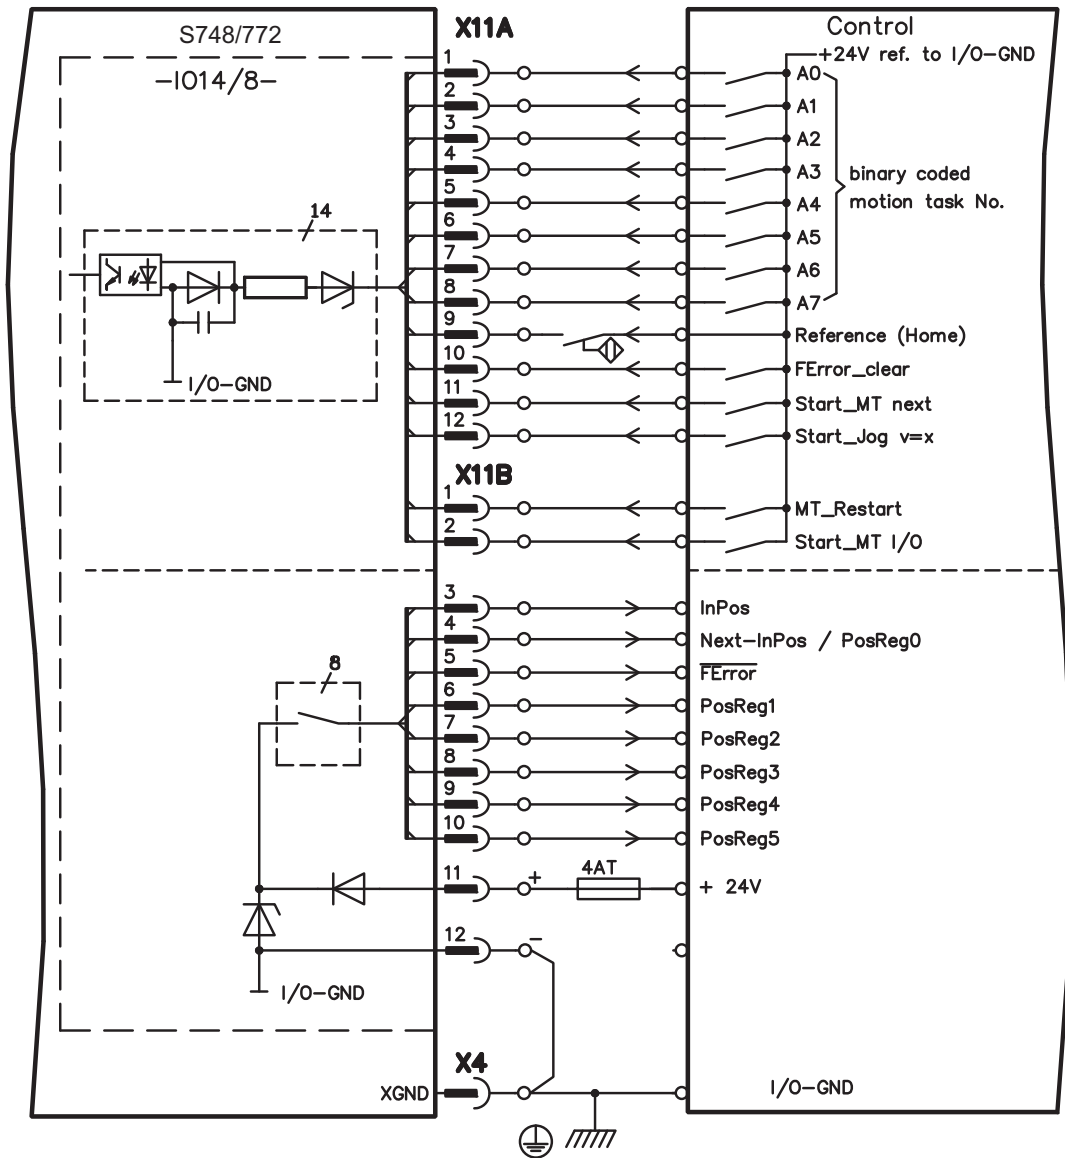 S748/772
X11A
Control
+24V ref. to I/O-GND
-IO14/8-
1
A0
2
A1
3
A2
4
A3
binary coded
motion task No.
5
A4
14
6
A5
7
A6
8
A7
9
Reference (Home)
10
FError_clear
I/O-GND
11
Start_MT next
12
Start_Jog v=x
X11B
1
MT_Restart
2
Start_MT I/O
3
InPos
4
Next-InPos / PosReg0
5
FError
8
6
PosReg1
7
PosReg2
8
PosReg3
9
PosReg4
10
PosReg5
11
+
4AT
+ 24V
12
-
I/O-GND
X4
XGND
I/O-GND